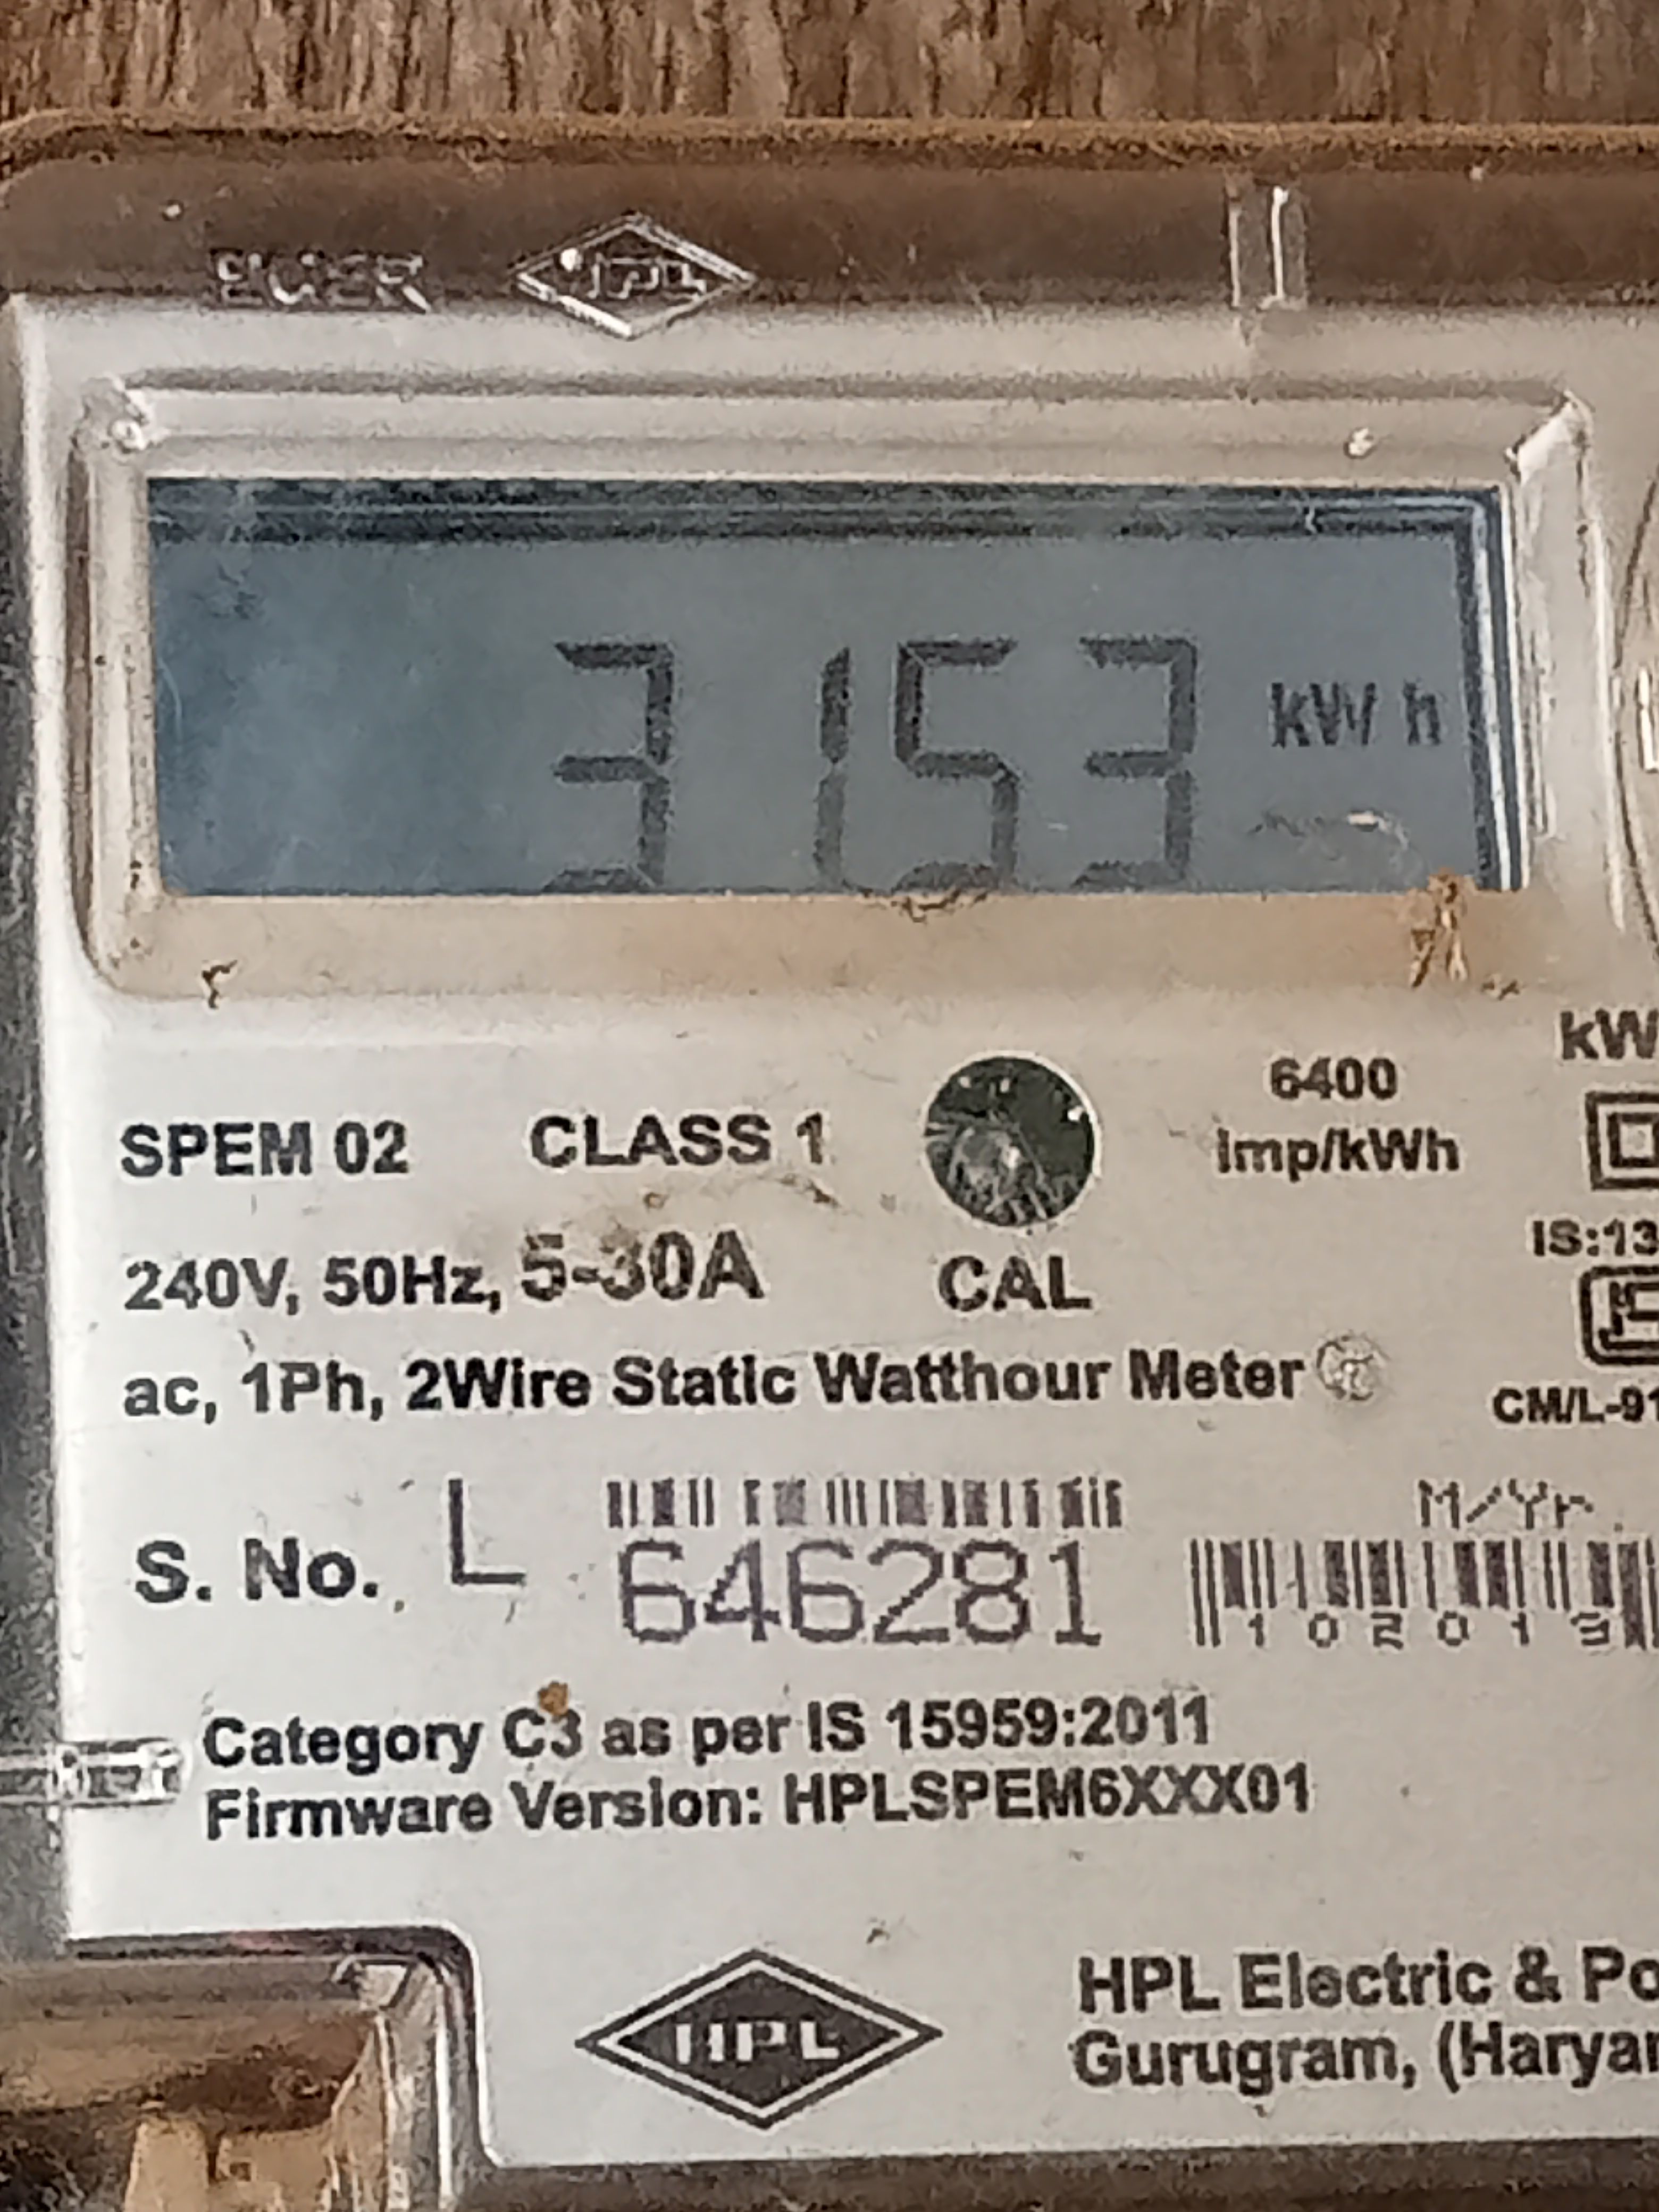 HPL
3153 kWh
SPEM 02 CLASS 1
6400
Imp/kWh
kW
240V, 50Hz, 5-30A
CAL
IS:13
ac, 1Ph, 2Wire Static Watthour Meter
CM/L-91
M/Yr.
S. No. L 646281
102013
Category C3 as per IS 15959:2011
Firmware Version: HPLSPEM6XXX01
HPL
HPL Electric & Po
Gurugram, (Haryan